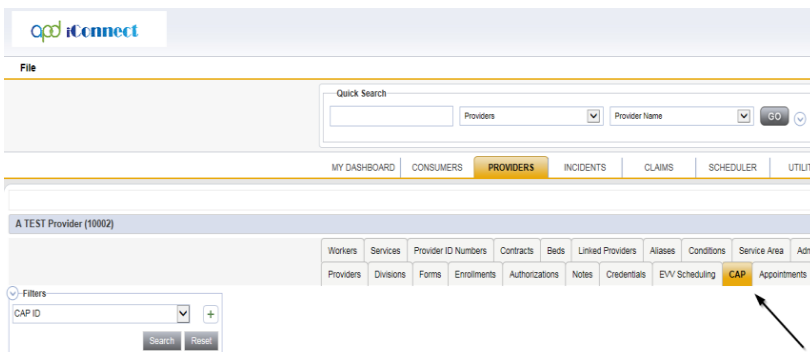 apd iConnect
File
Quick Search
Providers Provider Name GO
MY DASHBOARD CONSUMERS PROVIDERS INCIDENTS CLAIMS SCHEDULER
A TEST Provider (10002)
Workers Services Provider ID Numbers Contracts Beds Linked Providers Aliases Conditions Service Area
Providers Divisions Forms Enrollments Authorizations Notes Credentials EVV Scheduling CAP Appointments
Filters
CAP ID +
Search Reset